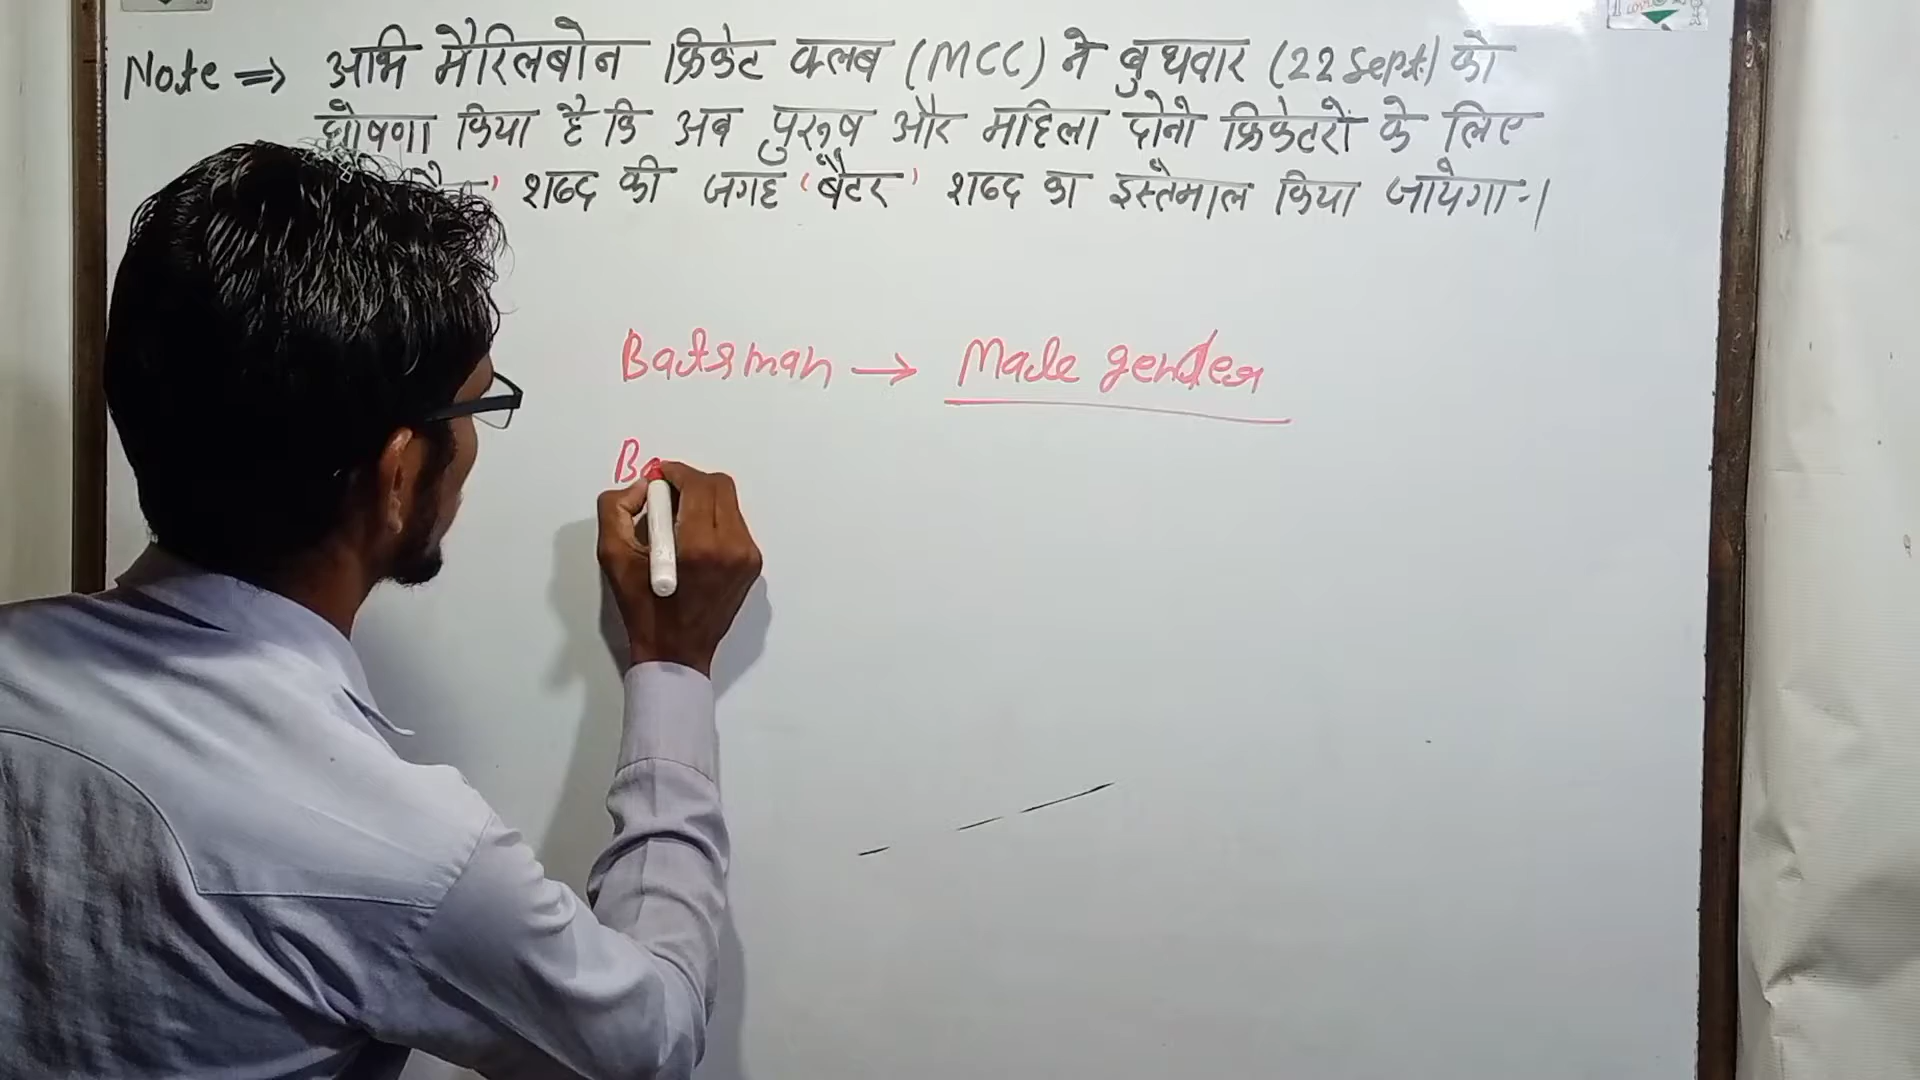 Note ⇒ अभि मैरिलबोन क्रिकेट क्लब (MCC) ने बुधवार (22 Sept.) को
घोषणा किया है कि अब पुरूष और महिला दोनो क्रिकेटरों के लिए
' शब्द की जगह 'बैटर' शब्द का इस्तेमाल किया जायेगा-।
Batsman → Male gender
Ba